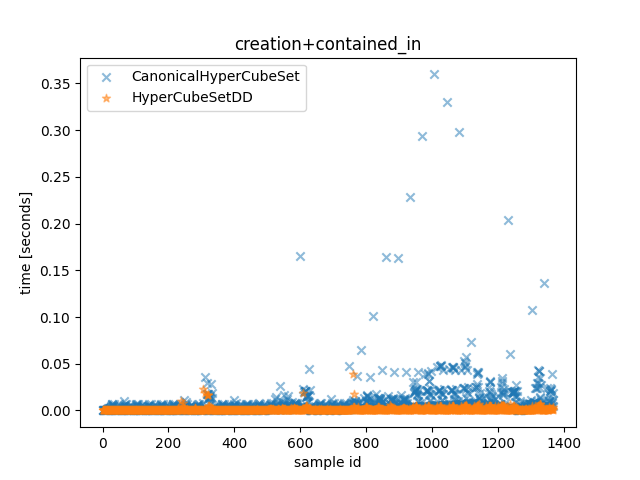 creation+contained_in
CanonicalHyperCubeSet
HyperCubeSetDD
0.35
0.30
0.25
0.20
0.15
0.10
0.05
0.00
time [seconds]
0 200 400 600 800 1000 1200 1400
sample id